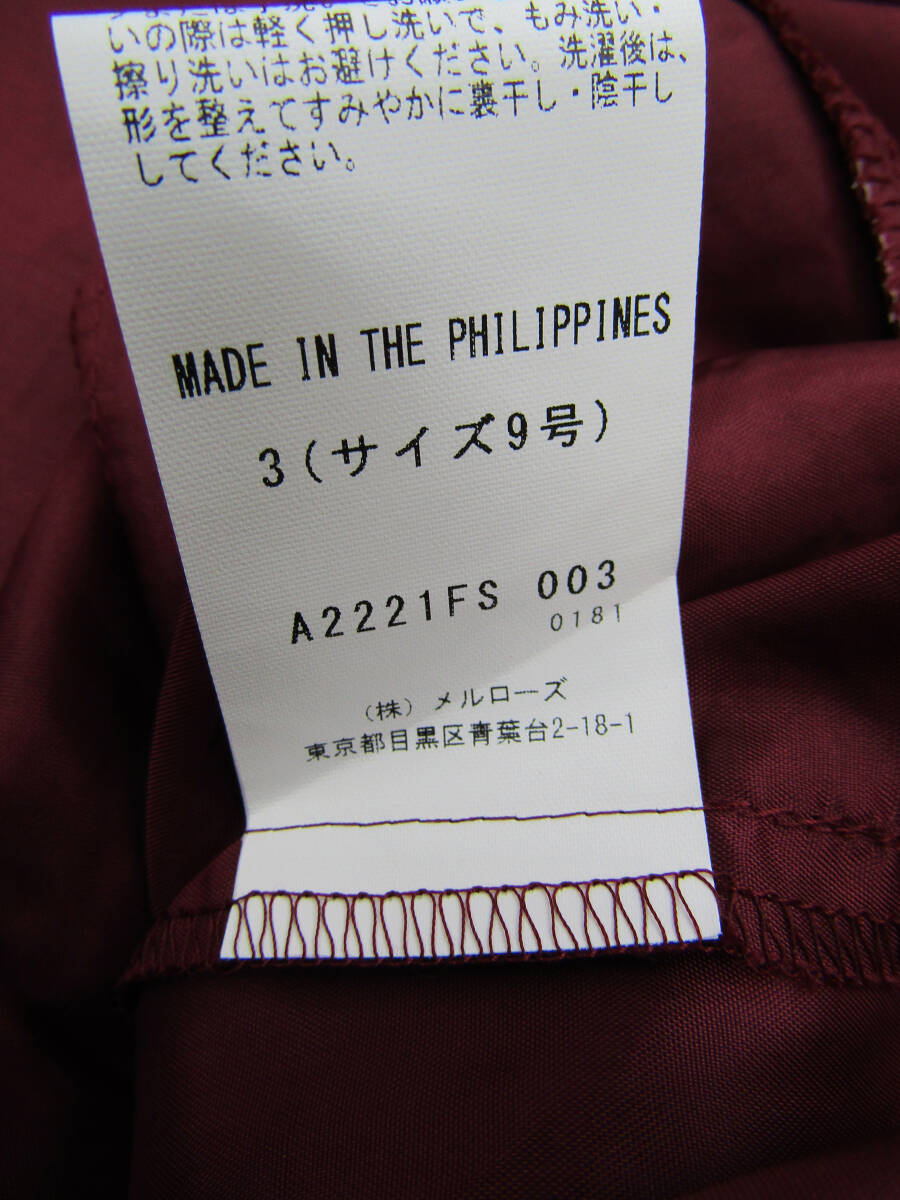 いの際は軽く押し洗いで、もみ洗い・
擦り洗いはお避けください。洗濯後は、
形を整えてすみやかに裏干し・陰干し
してください。
MADE IN THE PHILIPPINES
3(サイズ9号)
A2221FS 003
0181
(株) メルローズ
東京都目黒区青葉台2-18-1